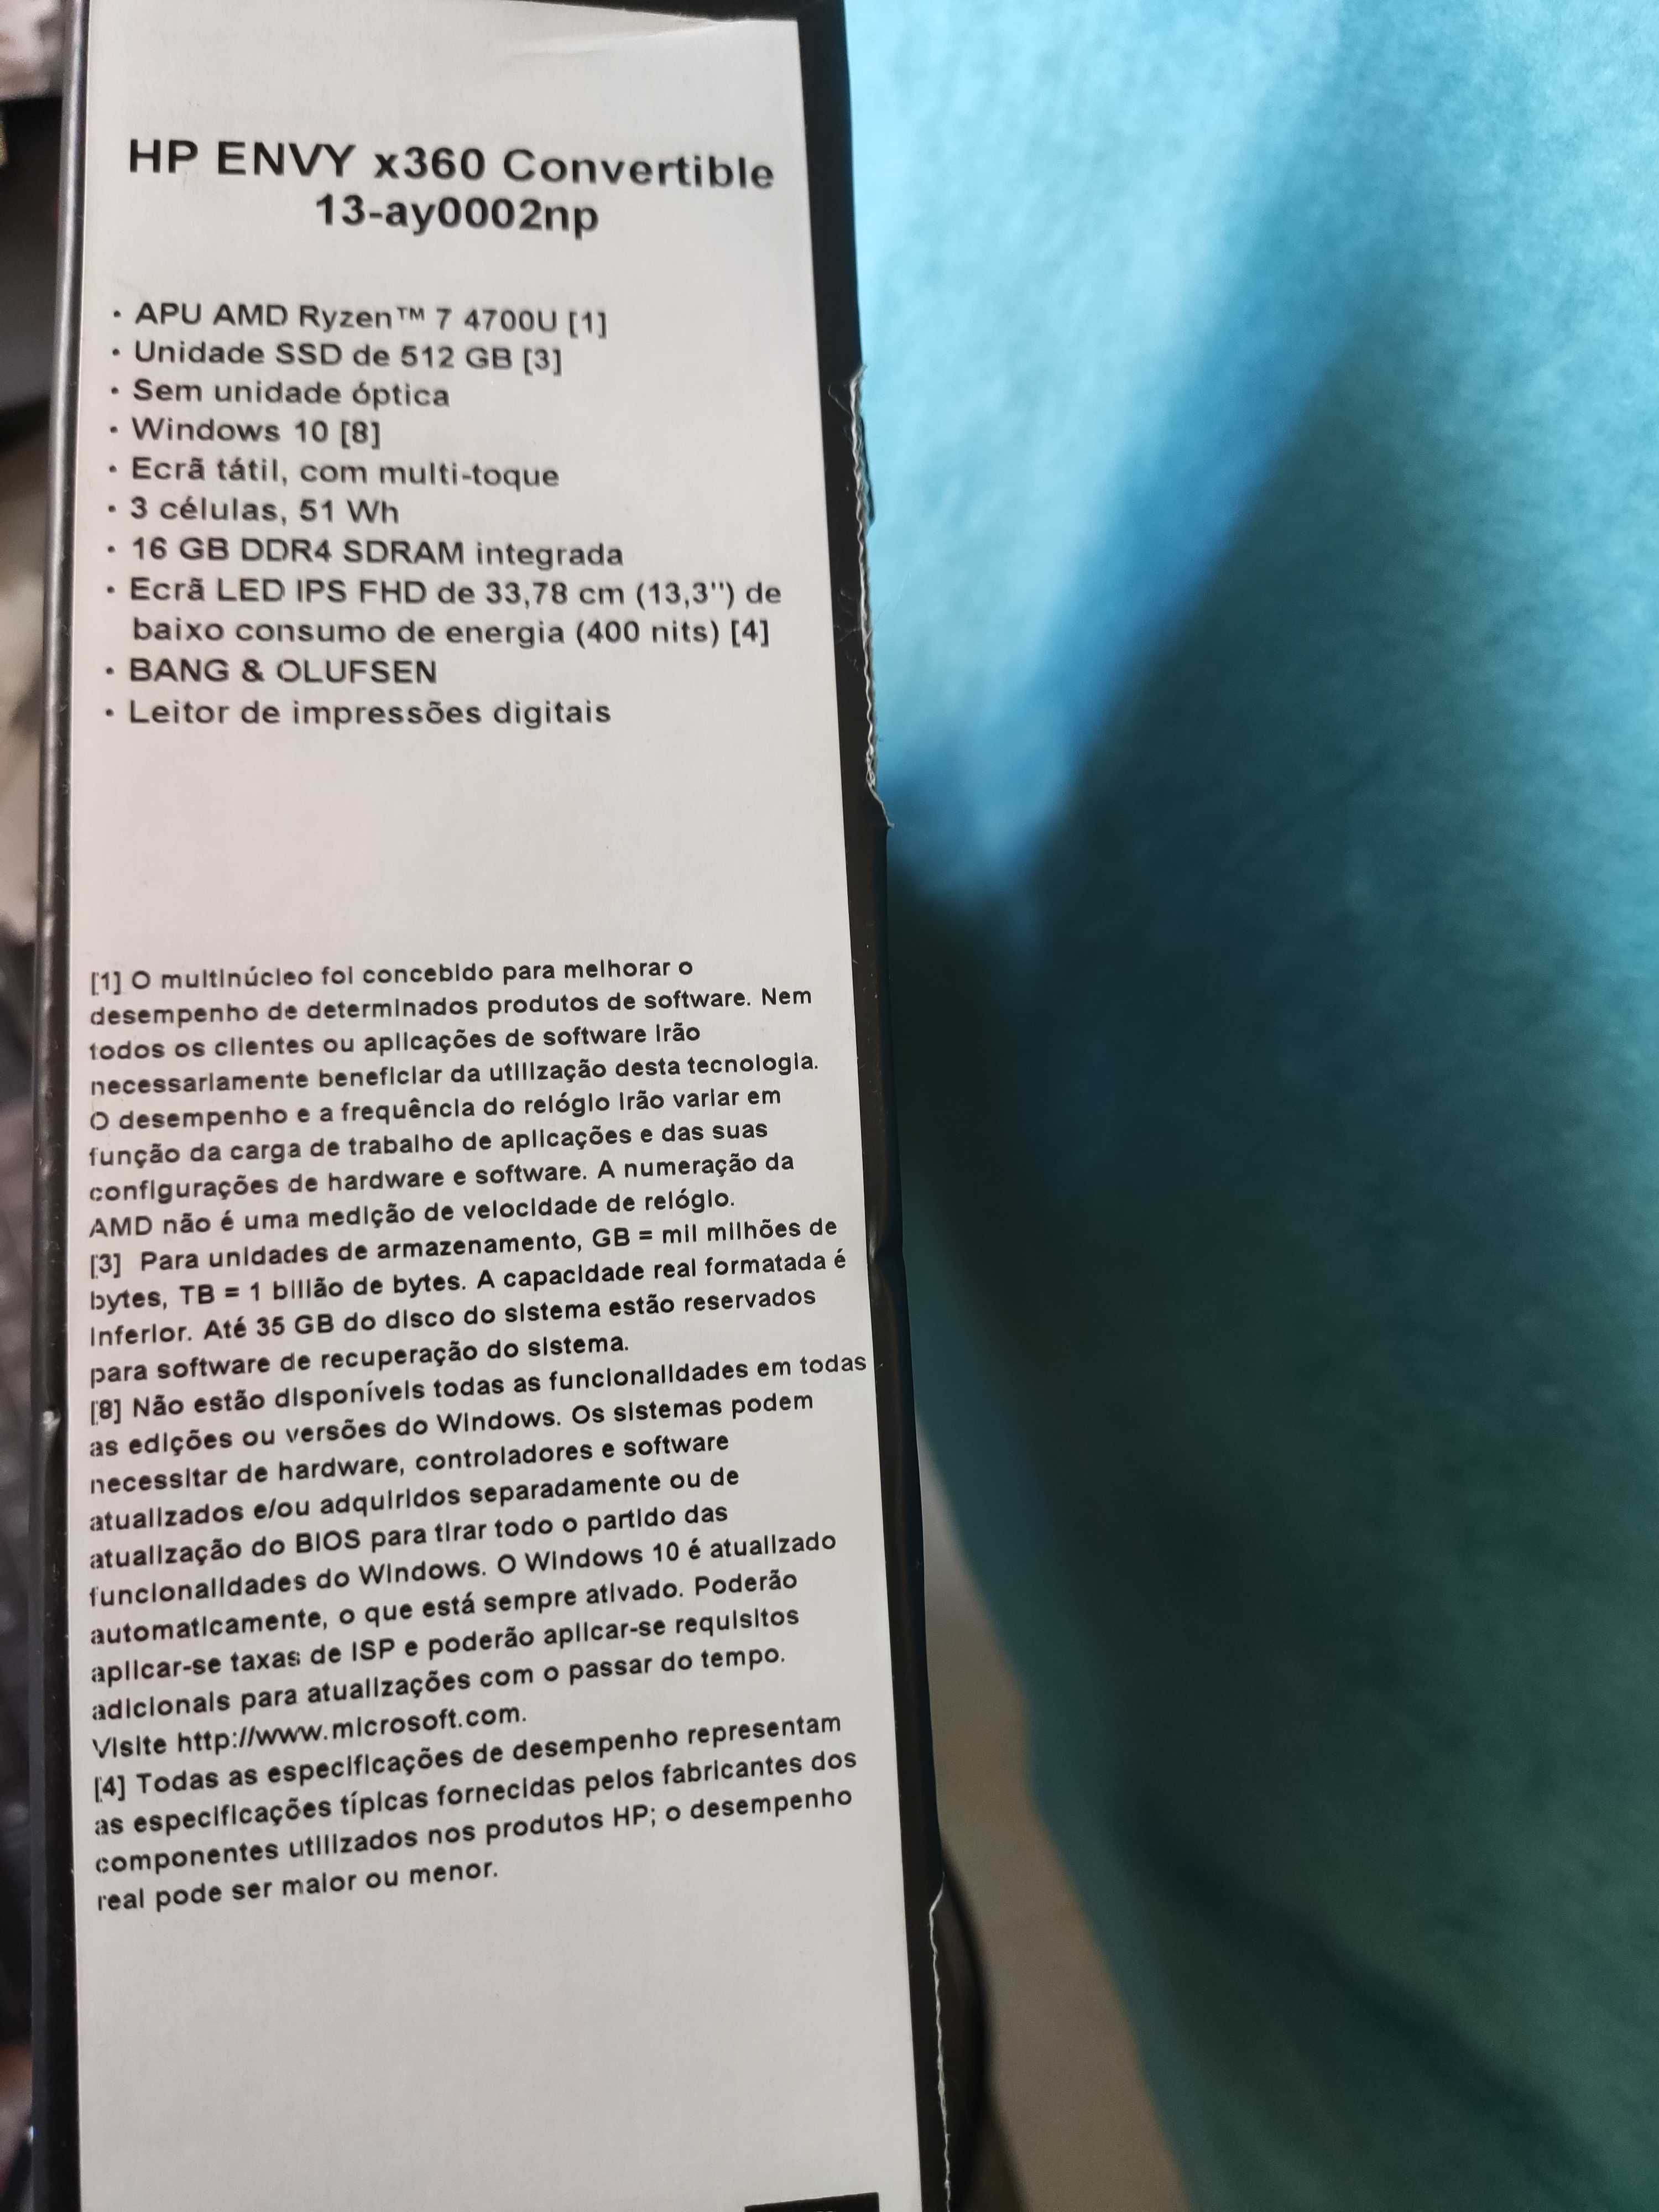 HP ENVY x360 Convertible
13-ay0002np
• APU AMD Ryzen™ 7 4700U [1]
• Unidade SSD de 512 GB [3]
• Sem unidade óptica
• Windows 10 [8]
• Ecrã tátil, com multi-toque
• 3 células, 51 Wh
• 16 GB DDR4 SDRAM integrada
• Ecrã LED IPS FHD de 33,78 cm (13,3") de
baixo consumo de energia (400 nits) [4]
• BANG & OLUFSEN
• Leitor de impressões digitais
[1] O multinúcleo foi concebido para melhorar o
desempenho de determinados produtos de software. Nem
todos os clientes ou aplicações de software irão
necessariamente beneficiar da utilização desta tecnologia.
O desempenho e a frequência do relógio irão variar em
função da carga de trabalho de aplicações e das suas
configurações de hardware e software. A numeração da
AMD não é uma medição de velocidade de relógio.
[3] Para unidades de armazenamento, GB = mil milhões de
bytes, TB = 1 bilião de bytes. A capacidade real formatada é
inferior. Até 35 GB do disco do sistema estão reservados
para software de recuperação do sistema.
[8] Não estão disponíveis todas as funcionalidades em todas
as edições ou versões do Windows. Os sistemas podem
necessitar de hardware, controladores e software
atualizados e/ou adquiridos separadamente ou de
atualização do BIOS para tirar todo o partido das
funcionalidades do Windows. O Windows 10 é atualizado
automaticamente, o que está sempre ativado. Poderão
aplicar-se taxas de ISP e poderão aplicar-se requisitos
adicionais para atualizações com o passar do tempo.
Visite http://www.microsoft.com.
[4] Todas as especificações de desempenho representam
as especificações típicas fornecidas pelos fabricantes dos
componentes utilizados nos produtos HP; o desempenho
real pode ser maior ou menor.